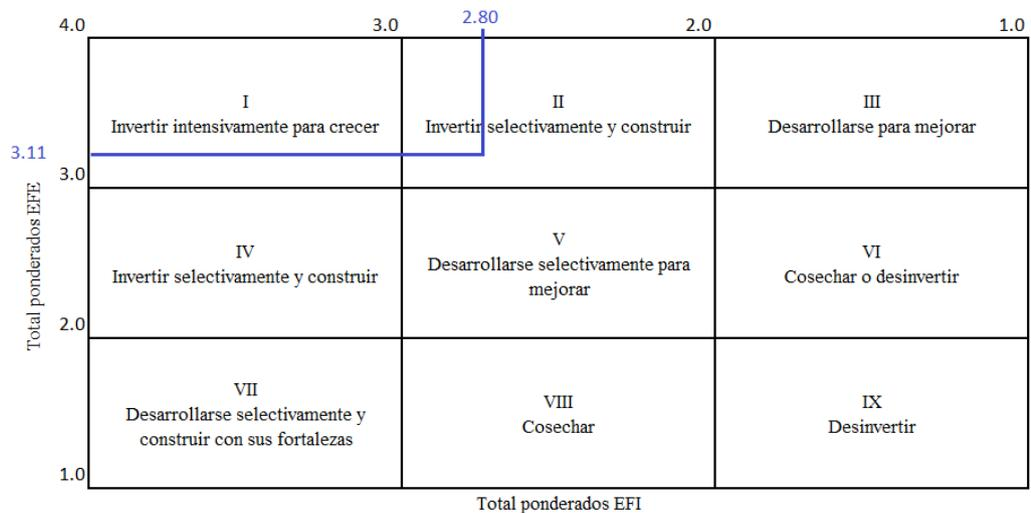 2.80
4.0
3.0
2.0
1.0
I
Invertir intensivamente para crecer
II
Invertir selectivamente y construir
III
Desarrollarse para mejorar
3.11
3.0
Total ponderados EFE
IV
Invertir selectivamente y construir
V
Desarrollarse selectivamente para
mejorar
VI
Cosechar o desinvertir
2.0
VII
Desarrollarse selectivamente y
construir con sus fortalezas
VIII
Cosechar
IX
Desinvertir
1.0
Total ponderados EFI